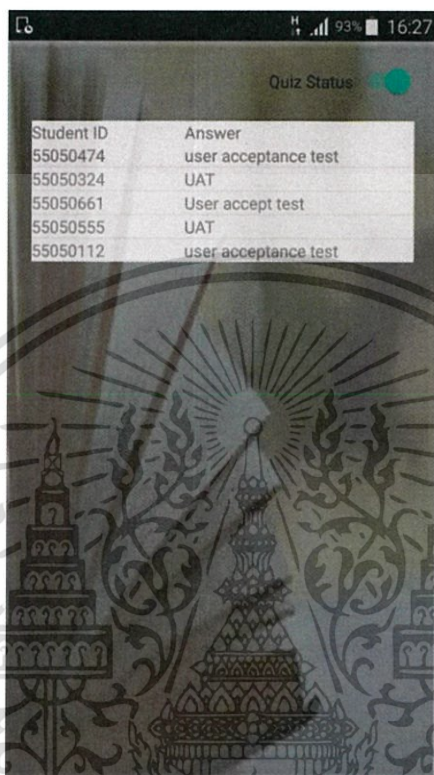 H 93% 16:27
Quiz Status
Student ID Answer
55050474 user acceptance test
55050324 UAT
55050661 User accept test
55050555 UAT
55050112 user acceptance test